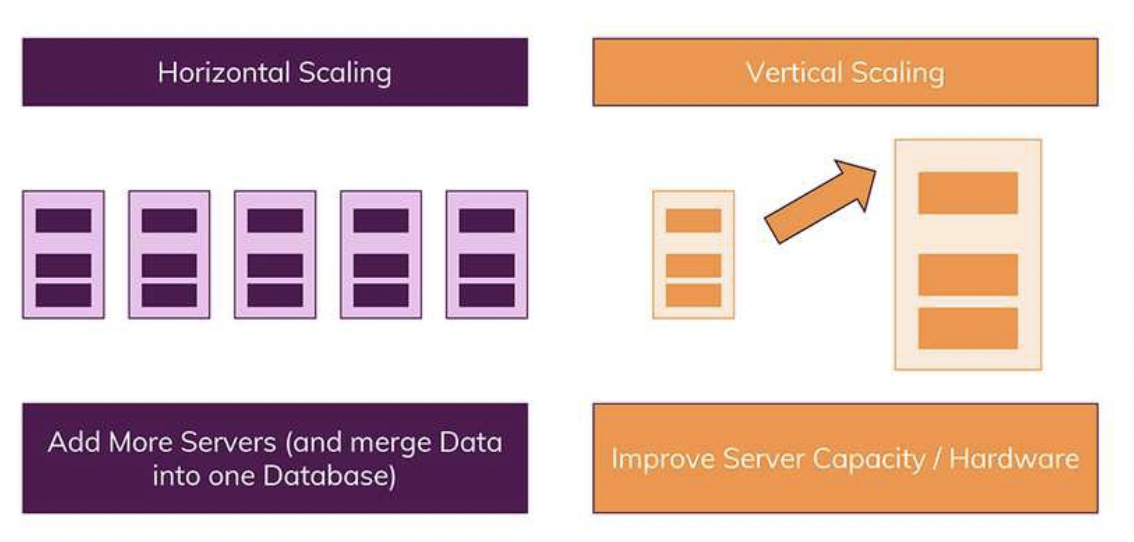 Horizontal Scaling
Vertical Scaling
Add More Servers (and merge Data
into one Database)
Improve Server Capacity / Hardware